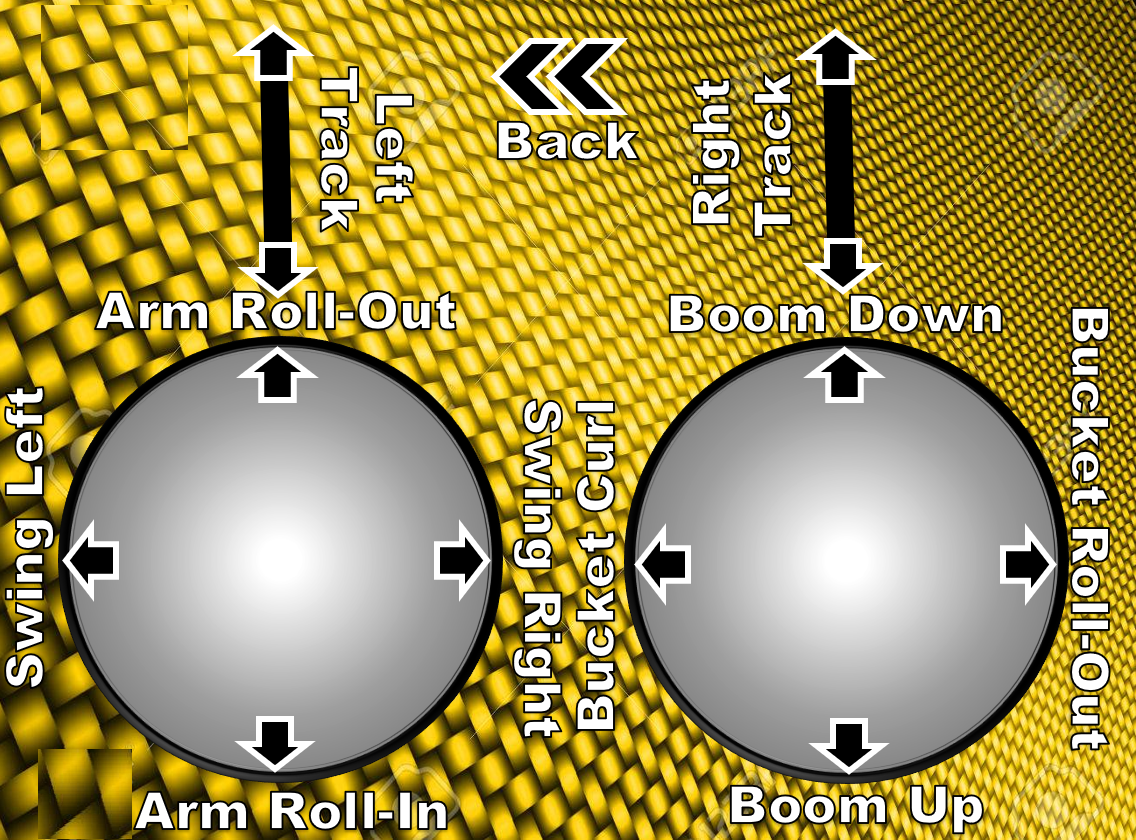 Left
Track
Back
Right
Track
Arm Roll-Out
Boom Down
Swing Left
Swing Right
Bucket Curl
Bucket Roll-Out
Arm Roll-In
Boom Up